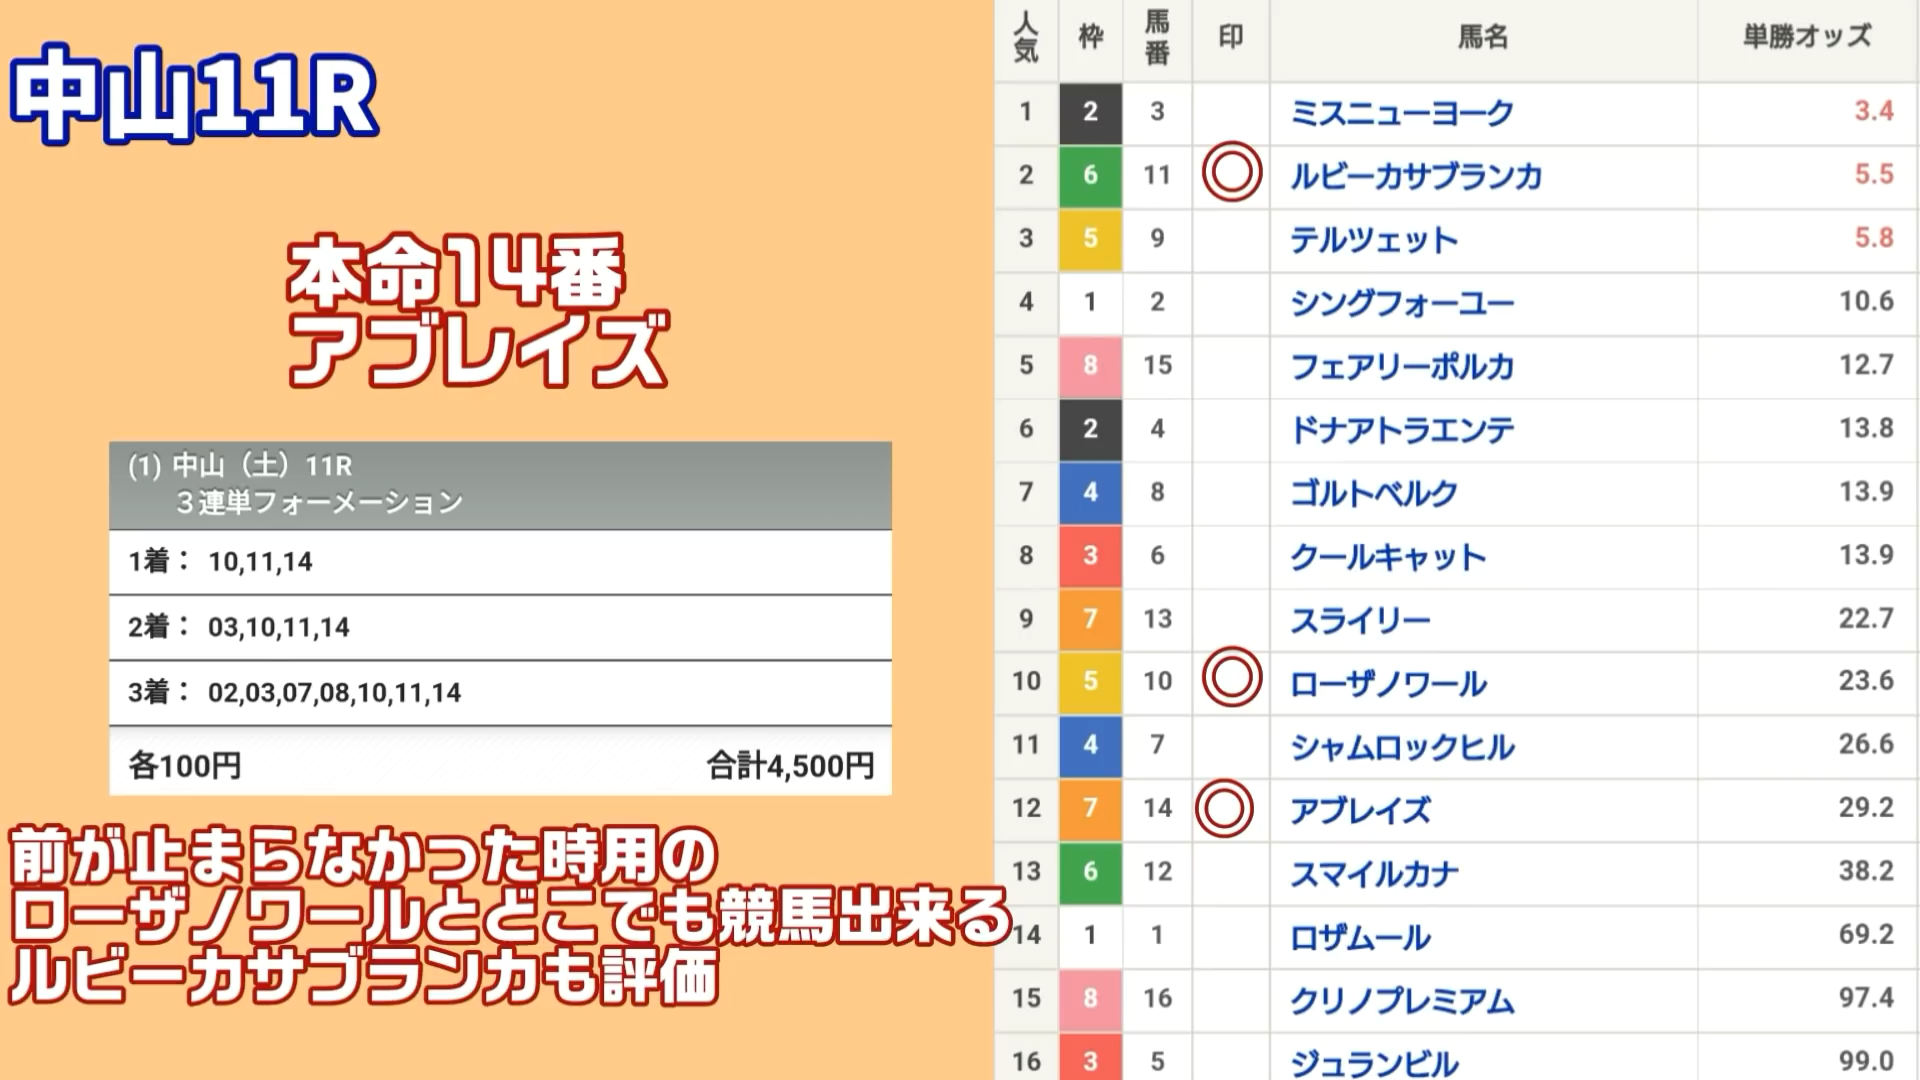 中山11R
本命14番
アブレイズ
(1) 中山（土）11R
３連単フォーメーション
1着： 10,11,14
2着： 03,10,11,14
3着： 02,03,07,08,10,11,14
各100円 合計4,500円
前が止まらなかった時用の
ローザノワールとどこでも競馬出来る
ルビーカサブランカも評価
人気 枠 馬番 印 馬名 単勝オッズ
1 2 3 ミスニューヨーク 3.4
2 6 11 ◎ ルビーカサブランカ 5.5
3 5 9 テルツェット 5.8
4 1 2 シングフォーユー 10.6
5 8 15 フェアリーポルカ 12.7
6 2 4 ドナアトラエンテ 13.8
7 4 8 ゴルトベルク 13.9
8 3 6 クールキャット 13.9
9 7 13 スライリー 22.7
10 5 10 ◎ ローザノワール 23.6
11 4 7 シャムロックヒル 26.6
12 7 14 ◎ アブレイズ 29.2
13 6 12 スマイルカナ 38.2
14 1 1 ロザムール 69.2
15 8 16 クリノプレミアム 97.4
16 3 5 ジュランビル 99.0